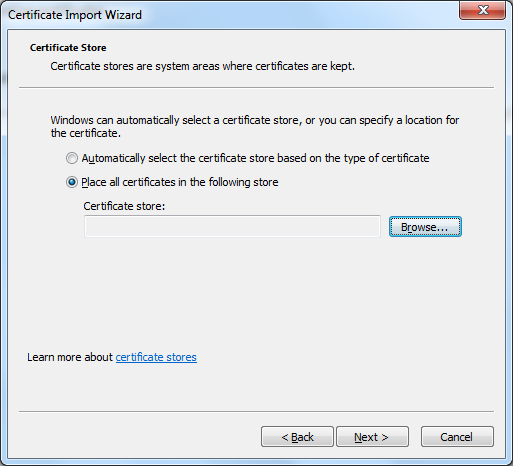 Certificate Import Wizard
Certificate Store
Certificate stores are system areas where certificates are kept.
Windows can automatically select a certificate store, or you can specify a location for
the certificate.
Automatically select the certificate store based on the type of certificate
Place all certificates in the following store
Certificate store:
Browse...
Learn more about certificate stores
< Back
Next >
Cancel